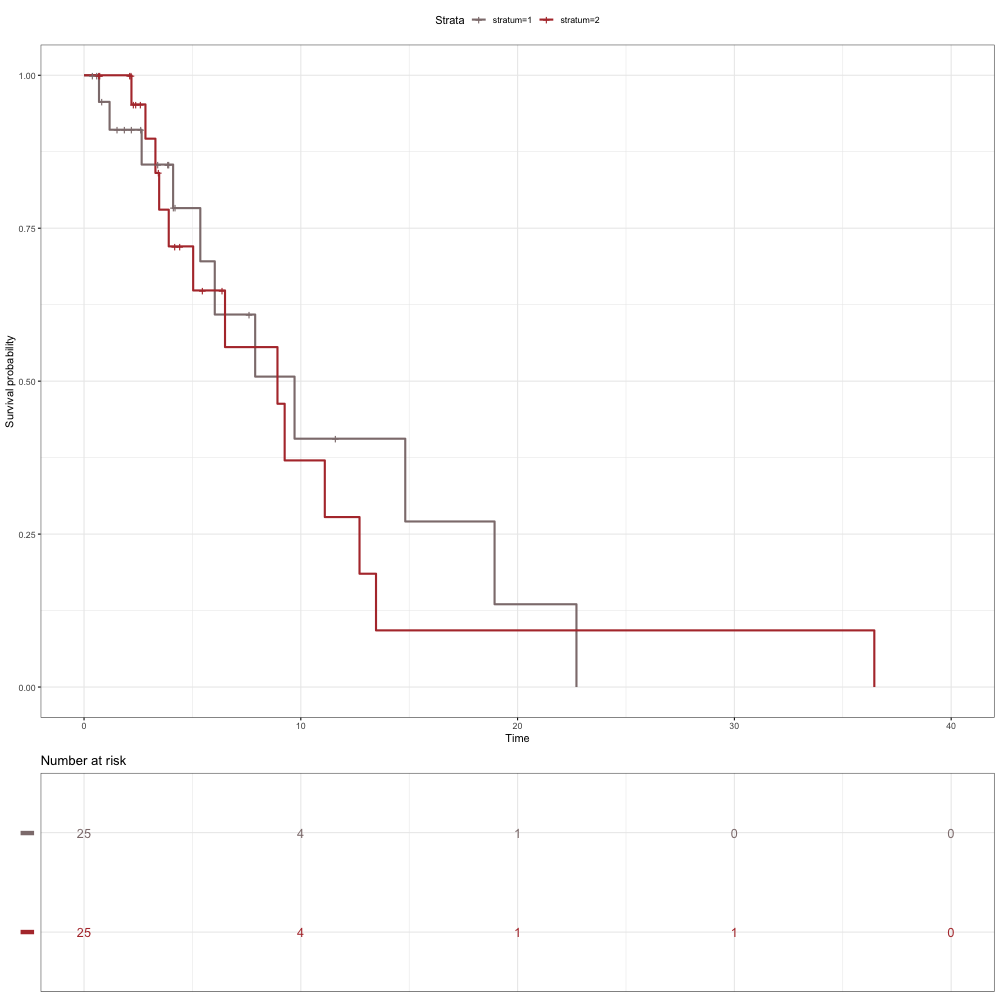 Strata stratum=1 stratum=2
1.00
0.75
0.50
0.25
0.00
Survival probability
0 10 20 30 40
Time
Number at risk
25 4 1 0 0
25 4 1 1 0